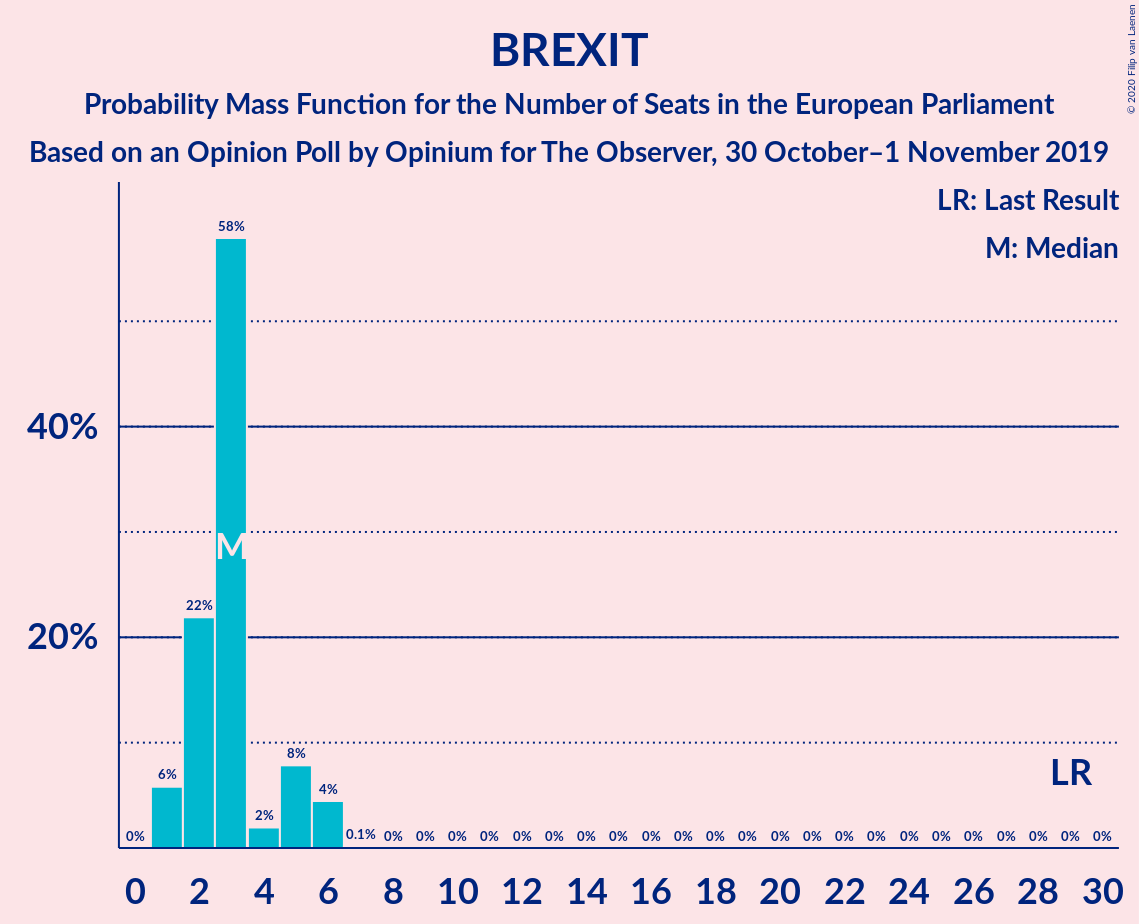 BREXIT
Probability Mass Function for the Number of Seats in the European Parliament
Based on an Opinion Poll by Opinium for The Observer, 30 October–1 November 2019
© 2020 Filip van Laenen
LR: Last Result
M: Median
58%
40%
M
22%
20%
8%
6%
4%
2%
LR
0%
0.1% 0% 0% 0% 0% 0% 0% 0% 0% 0% 0% 0% 0% 0% 0% 0% 0% 0% 0% 0% 0% 0% 0% 0%
0 2 4 6 8 10 12 14 16 18 20 22 24 26 28 30